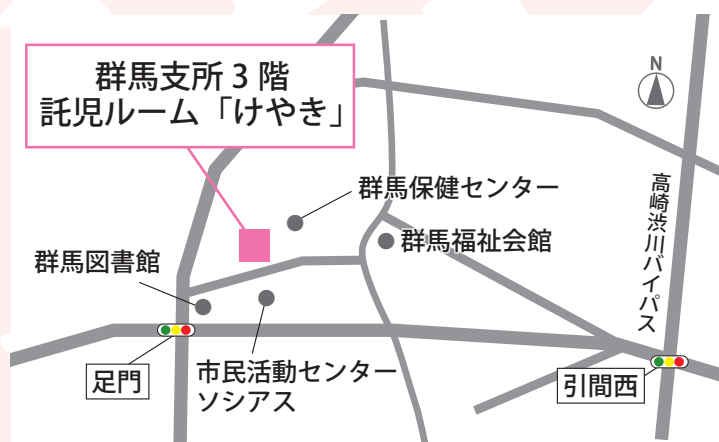 群馬支所 3 階
託児ルーム「けやき」
N
群馬保健センター
群馬福祉会館
高崎渋川バイパス
群馬図書館
足門
市民活動センター
ソシアス
引間西